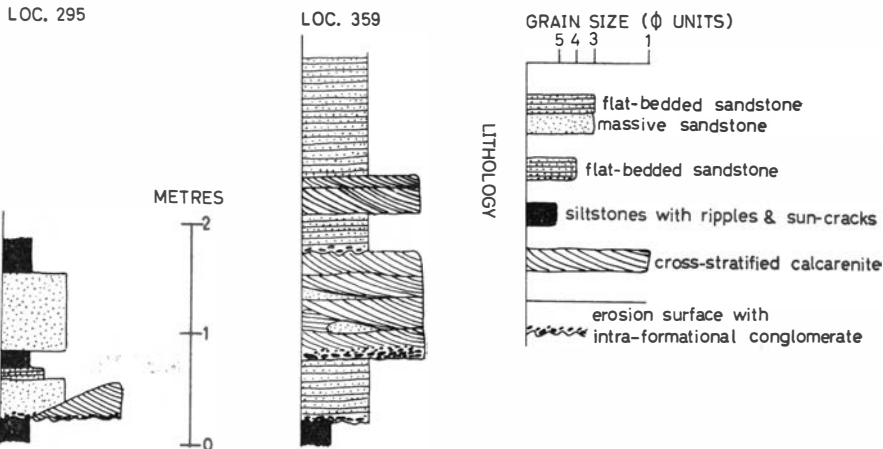 LOC. 295
METRES
2
1
0
LOC. 359
LITHOLOGY
GRAIN SIZE (ϕ UNITS)
5 4 3 1
flat-bedded sandstone
massive sandstone
flat-bedded sandstone
siltstones with ripples & sun-cracks
cross-stratified calcarenite
erosion surface with
intra-formational conglomerate